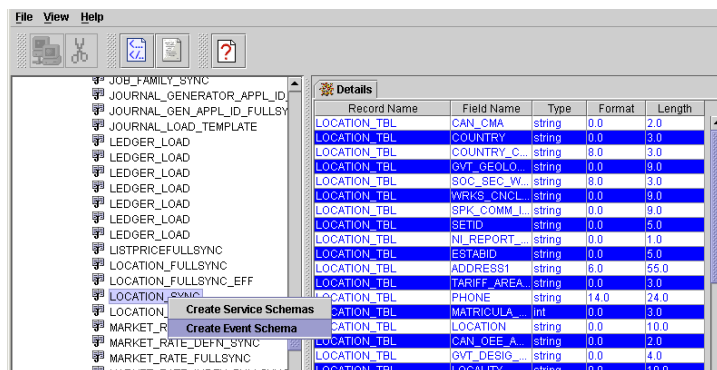 File View Help
JOB_FAMILY_SYNC
JOURNAL_GENERATOR_APPL_ID
JOURNAL_GEN_APPL_ID_FULLSY
JOURNAL_LOAD_TEMPLATE
LEDGER_LOAD
LEDGER_LOAD
LEDGER_LOAD
LEDGER_LOAD
LEDGER_LOAD
LEDGER_LOAD
LEDGER_LOAD
LISTPRICEFULLSYNC
LOCATION_FULLSYNC
LOCATION_FULLSYNC_EFF
LOCATION_SYNC
LOCATION
MARKET_R
MARKET_RATE_DEFN_SYNC
MARKET_RATE_FULLSYNC
Create Service Schemas
Create Event Schema
Details
Record Name Field Name Type Format Length
LOCATION_TBL CAN_CMA string 0.0 2.0
LOCATION_TBL COUNTRY string 0.0 3.0
LOCATION_TBL COUNTRY_C... string 8.0 3.0
LOCATION_TBL GVT_GEOLO... string 0.0 9.0
LOCATION_TBL SOC_SEC_W... string 8.0 3.0
LOCATION_TBL WRKS_CNCL... string 0.0 9.0
LOCATION_TBL SPK_COMM_I... string 0.0 9.0
LOCATION_TBL SETID string 0.0 5.0
LOCATION_TBL NI_REPORT_... string 0.0 1.0
LOCATION_TBL ESTABID string 0.0
LOCATION_TBL ADDRESS1 string 6.0 55.0
LOCATION_TBL TARIFF_AREA... string 0.0 3.0
LOCATION_TBL PHONE string 14.0 24.0
LOCATION_TBL MATRICULA_... int 0.0 3.0
LOCATION_TBL LOCATION string 0.0 10.0
LOCATION_TBL CAN_OEE_A... string 0.0 2.0
LOCATION_TBL GVT_DESIG_... string 0.0 4.0
LOCATION_TBL LOCALITY string 0.0 10.0